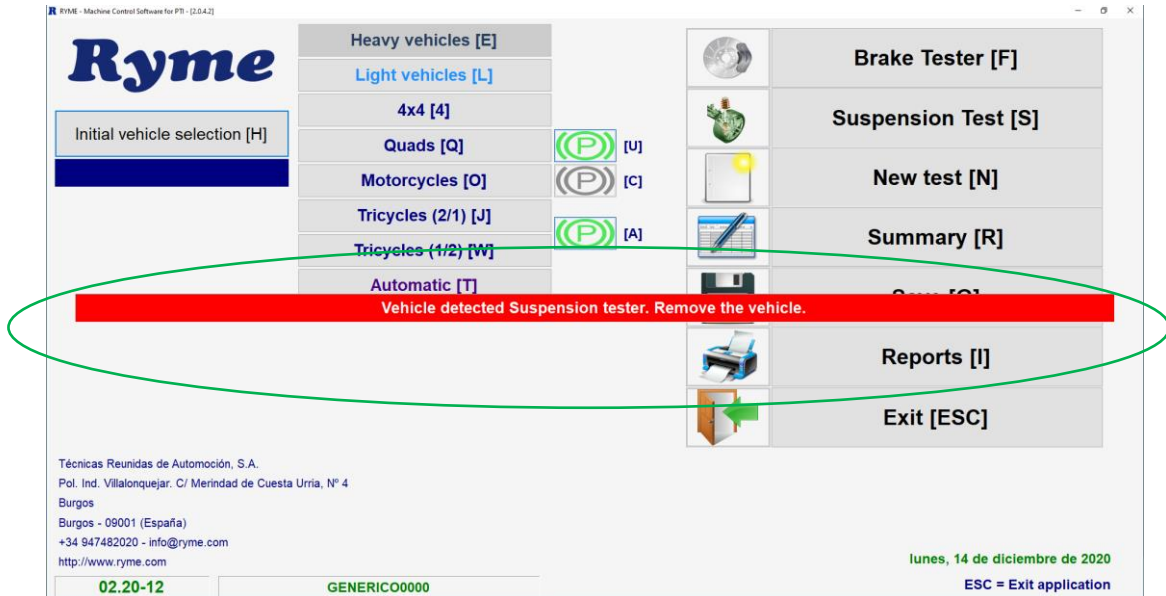 RYME - Machine Control Software for PTI - [2.0.4.2]
Ryme
Initial vehicle selection [H]
Heavy vehicles [E]
Light vehicles [L]
4x4 [4]
Quads [Q]
Motorcycles [O]
Tricycles (2/1) [J]
Tricycles (1/2) [W]
Automatic [T]
(P) [U]
(P) [C]
(P) [A]
Brake Tester [F]
Suspension Test [S]
New test [N]
Summary [R]
Vehicle detected Suspension tester. Remove the vehicle.
Reports [I]
Exit [ESC]
Técnicas Reunidas de Automoción, S.A.
Pol. Ind. Villalonquejar. C/ Merindad de Cuesta Urria, Nº 4
Burgos
Burgos - 09001 (España)
+34 947482020 - info@ryme.com
http://www.ryme.com
02.20-12
GENERICO0000
lunes, 14 de diciembre de 2020
ESC = Exit application